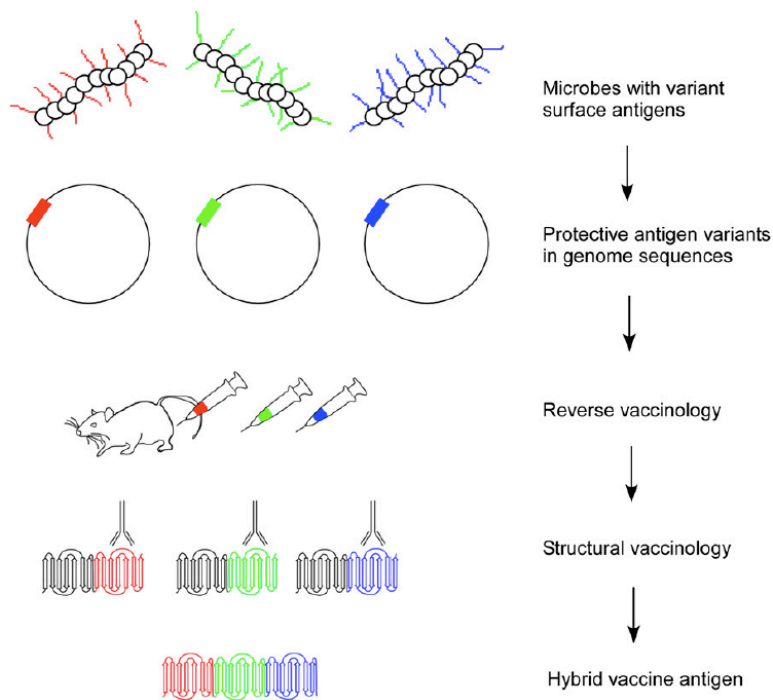 Microbes with variant
surface antigens
Protective antigen variants
in genome sequences
Reverse vaccinology
Structural vaccinology
Hybrid vaccine antigen